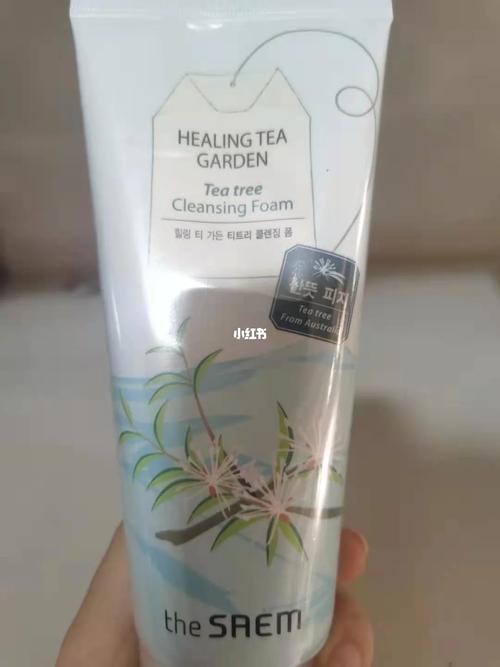 HEALING TEA
GARDEN
Tea tree
Cleansing Foam
힐링 티 가든 티트리 클렌징 폼
Tea tree
From Australia
小红书
the SAEM